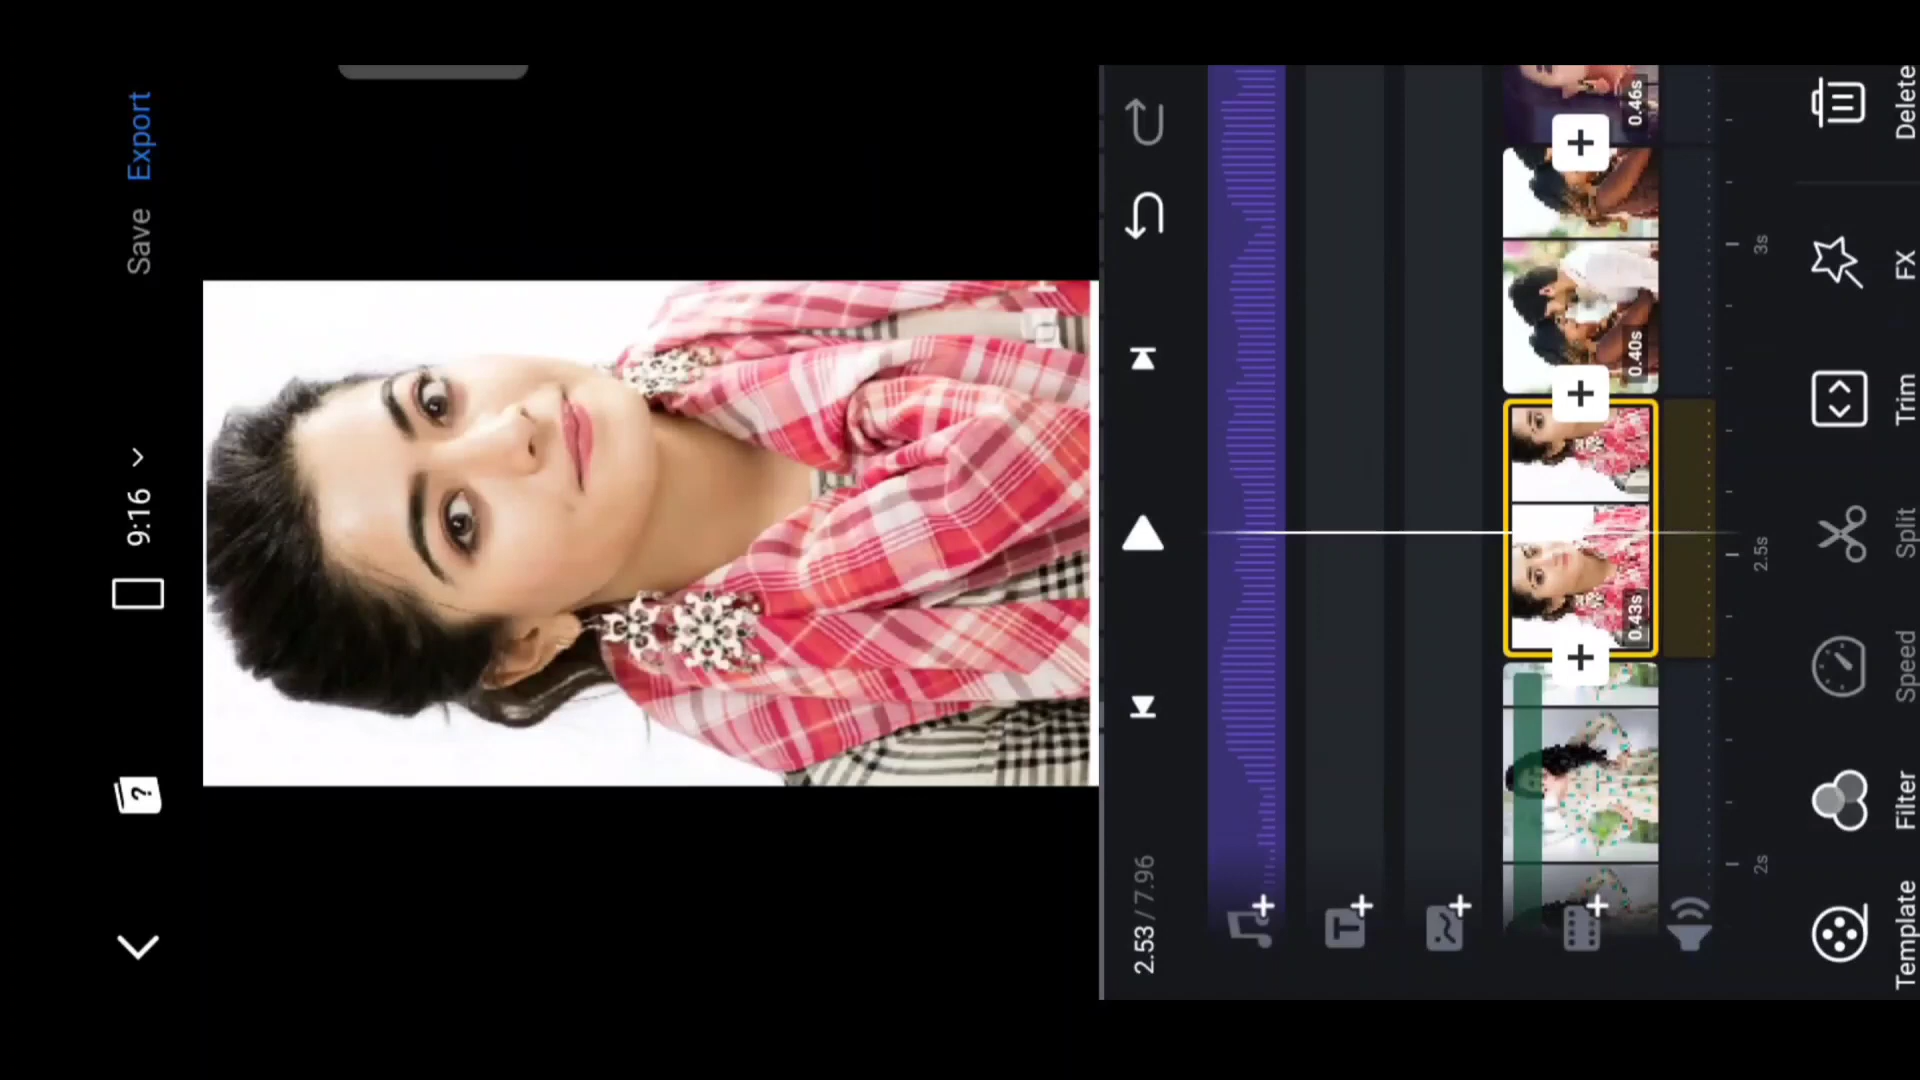 9:16
Save
Export
2.53 / 7.96
0.43s
0.40s
0.46s
2s
2.5s
3s
T
?
Template
Filter
Speed
Split
Trim
FX
Delete